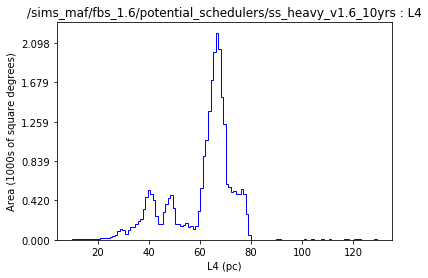 /sims_maf/fbs_1.6/potential_schedulers/ss_heavy_v1.6_10yrs : L4
Area (1000s of square degrees)
2.098
1.679
1.259
0.839
0.420
0.000
20 40 60 80 100 120
L4 (pc)